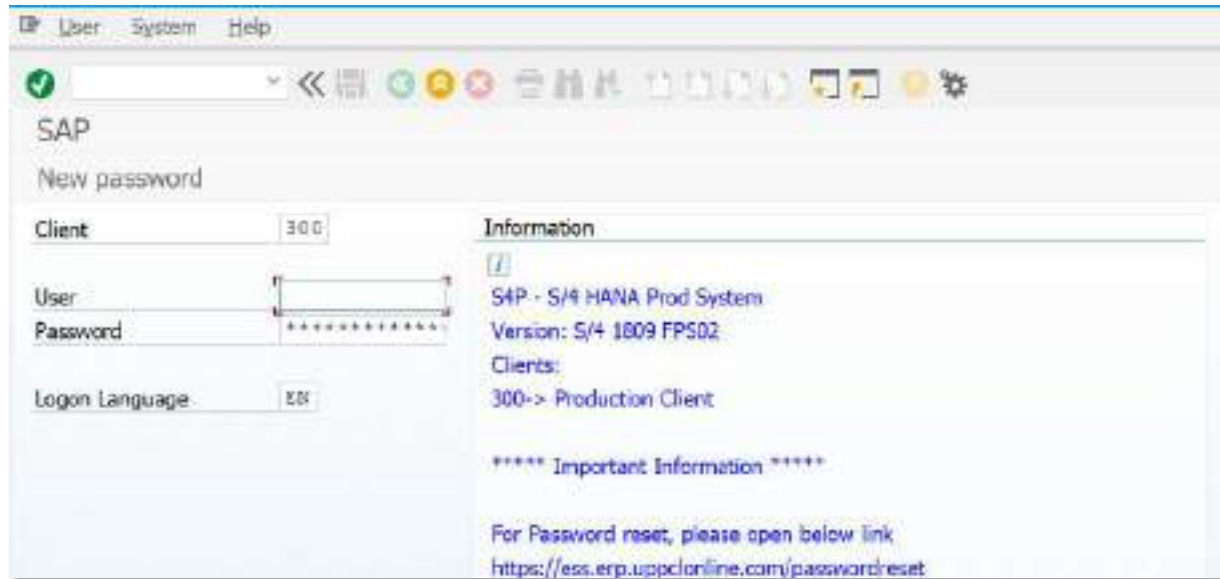 User System Help
SAP
New password
Client 300
User
Password ************
Logon Language EN
Information
i
S4P - S/4 HANA Prod System
Version: S/4 1809 FPS02
Clients:
300-> Production Client
***** Important Information *****
For Password reset, please open below link
https://ess.erp.uppclonline.com/passwordreset